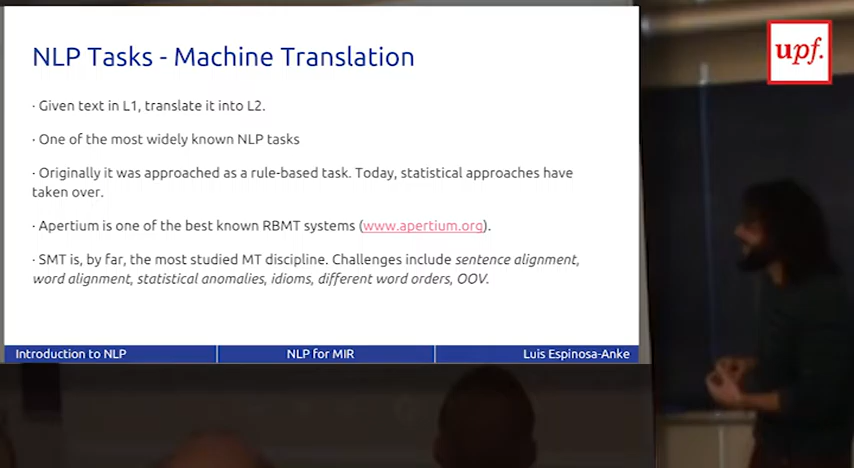 upf.
NLP Tasks - Machine Translation
· Given text in L1, translate it into L2.
· One of the most widely known NLP tasks
· Originally it was approached as a rule-based task. Today, statistical approaches have
taken over.
· Apertium is one of the best known RBMT systems (www.apertium.org).
· SMT is, by far, the most studied MT discipline. Challenges include sentence alignment,
word alignment, statistical anomalies, idioms, different word orders, OOV.
Introduction to NLP
NLP for MIR
Luis Espinosa-Anke